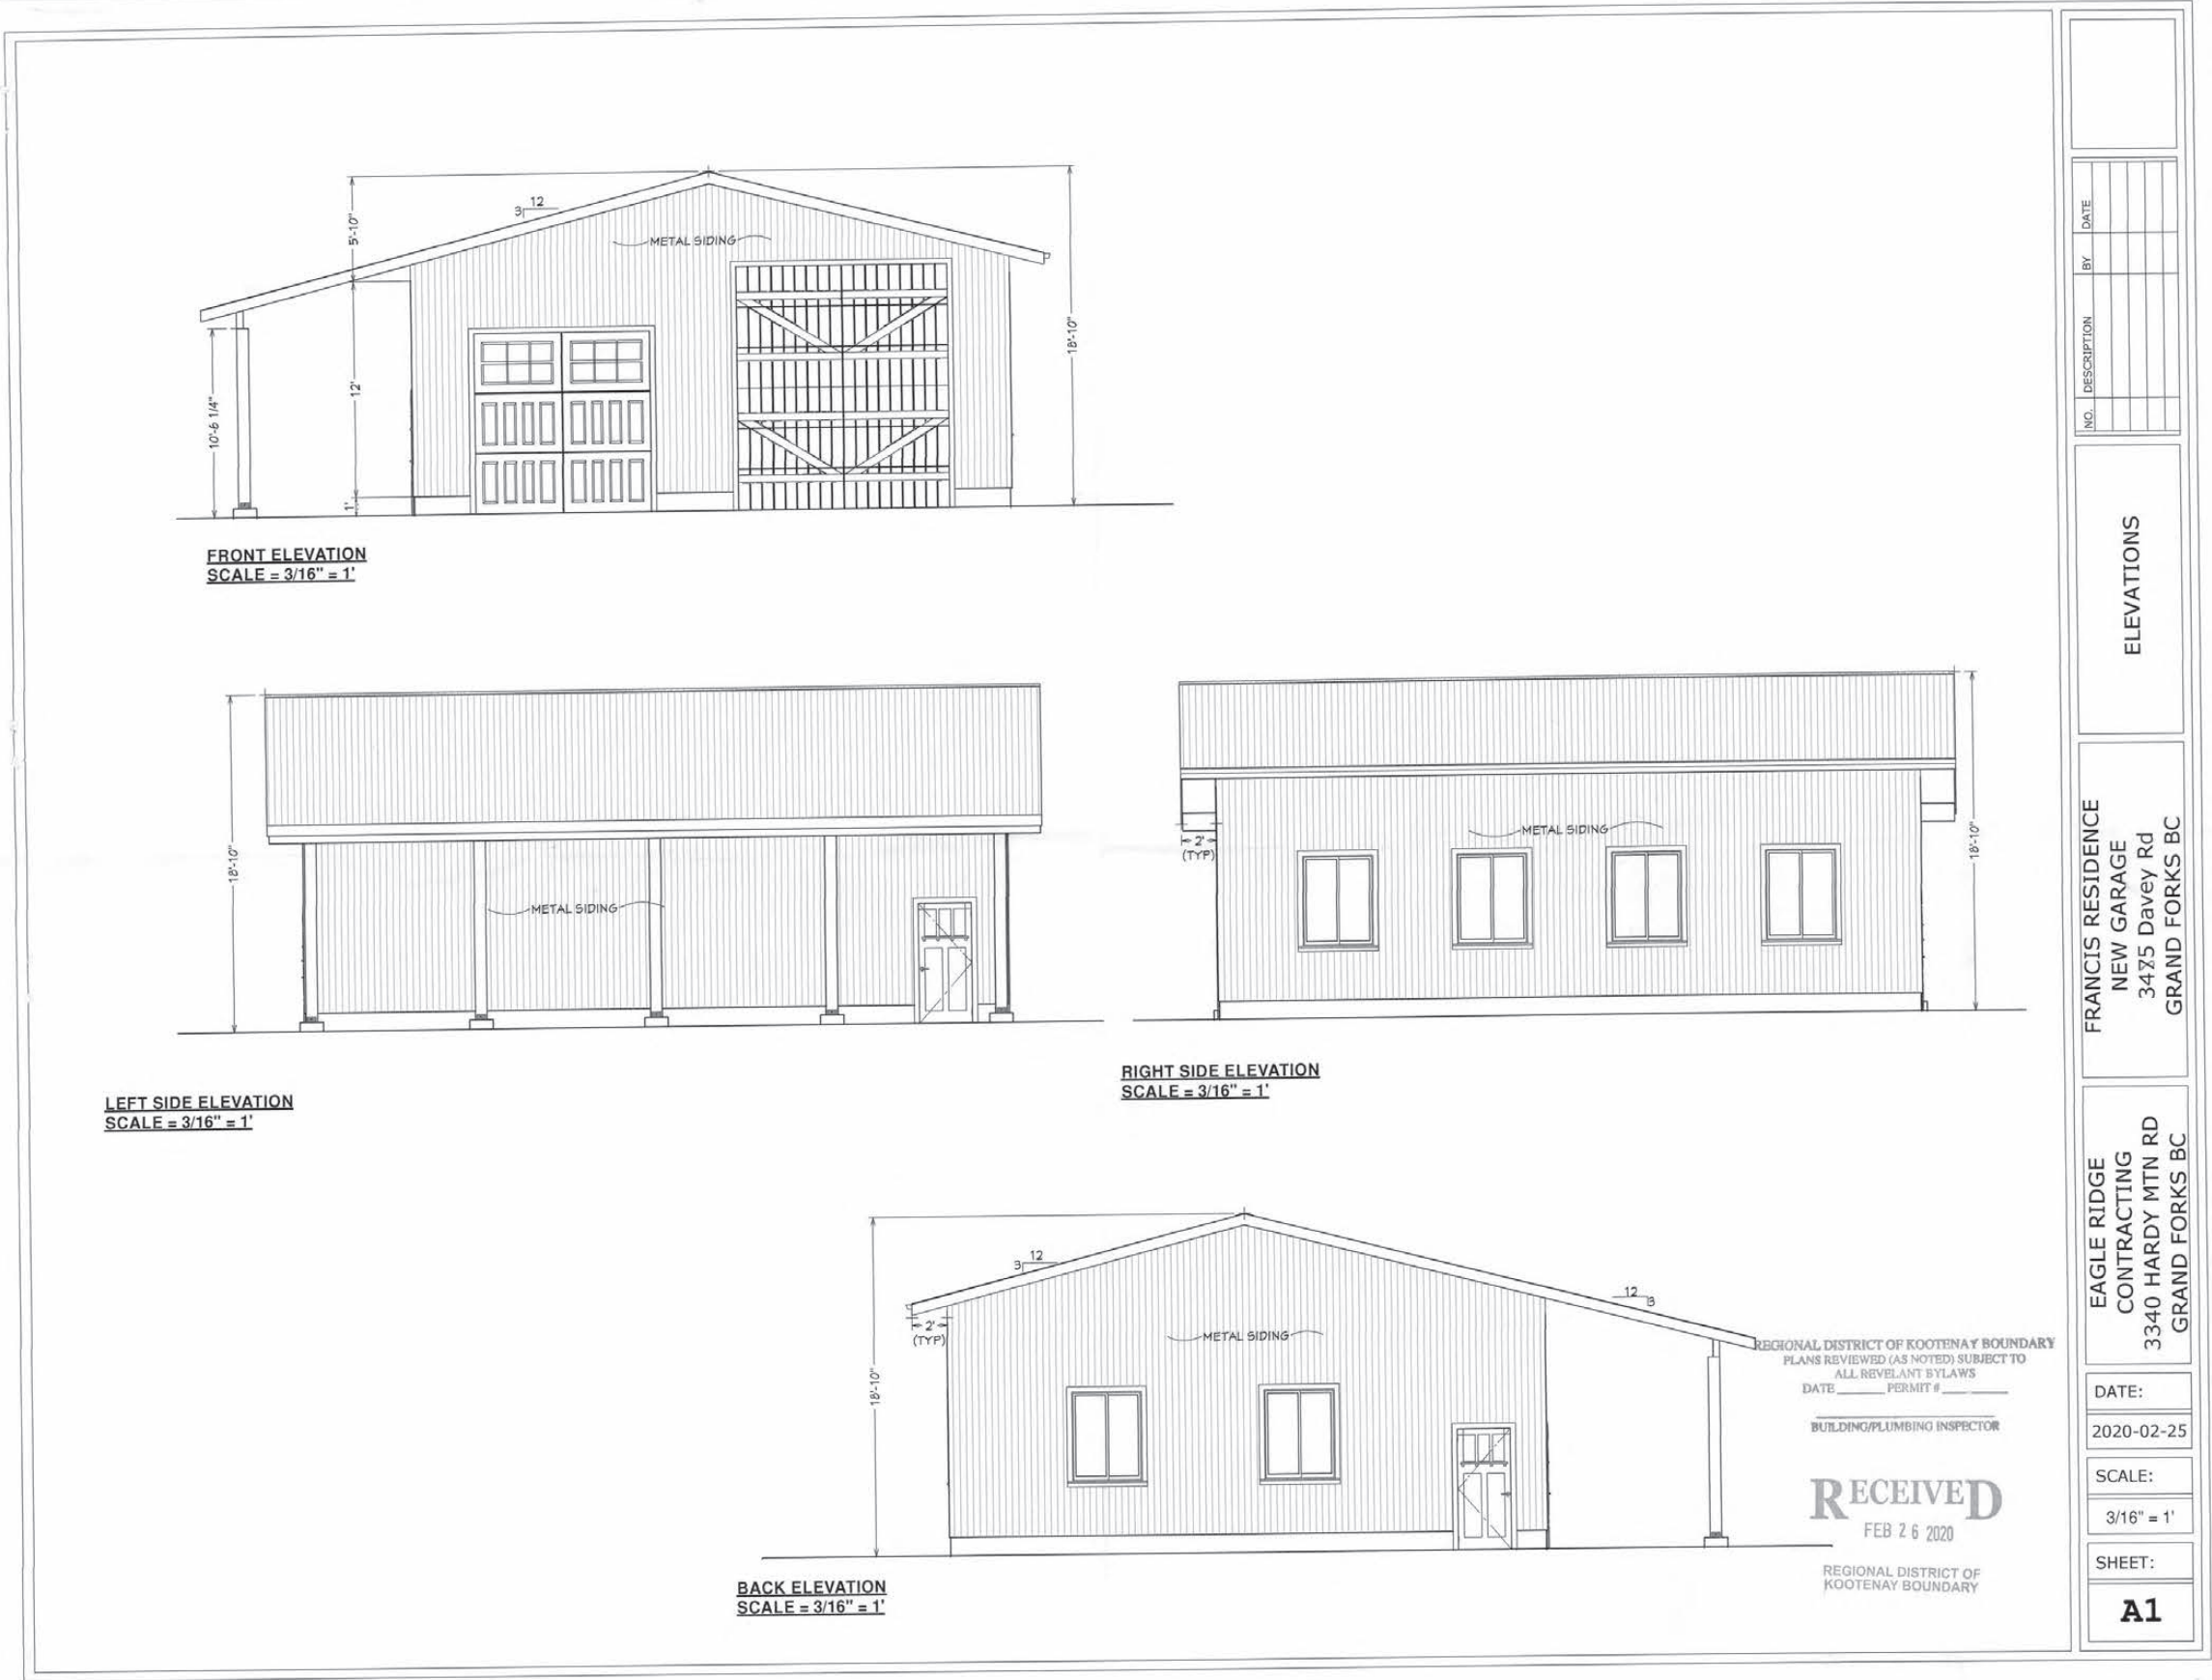 5'-10"
12
3
METAL SIDING
10'-6 1/4"
12'
1'
18'-10"
FRONT ELEVATION
SCALE = 3/16" = 1'
18'-10"
METAL SIDING
LEFT SIDE ELEVATION
SCALE = 3/16" = 1'
2'
(TYP)
METAL SIDING
18'-10"
RIGHT SIDE ELEVATION
SCALE = 3/16" = 1'
18'-10"
12
3
2'
(TYP)
METAL SIDING
12
3
BACK ELEVATION
SCALE = 3/16" = 1'
REGIONAL DISTRICT OF KOOTENAY BOUNDARY
PLANS REVIEWED (AS NOTED) SUBJECT TO
ALL REVELANT BYLAWS
DATE PERMIT #
BUILDING/PLUMBING INSPECTOR
RECEIVED
FEB 26 2020
REGIONAL DISTRICT OF
KOOTENAY BOUNDARY
NO. DESCRIPTION BY DATE
ELEVATIONS
FRANCIS RESIDENCE
NEW GARAGE
Davey Rd
GRAND FORKS BC
EAGLE RIDGE
CONTRACTING
3340 HARDY MTN RD
GRAND FORKS BC
DATE:
2020-02-25
SCALE:
3/16" = 1'
SHEET:
A1